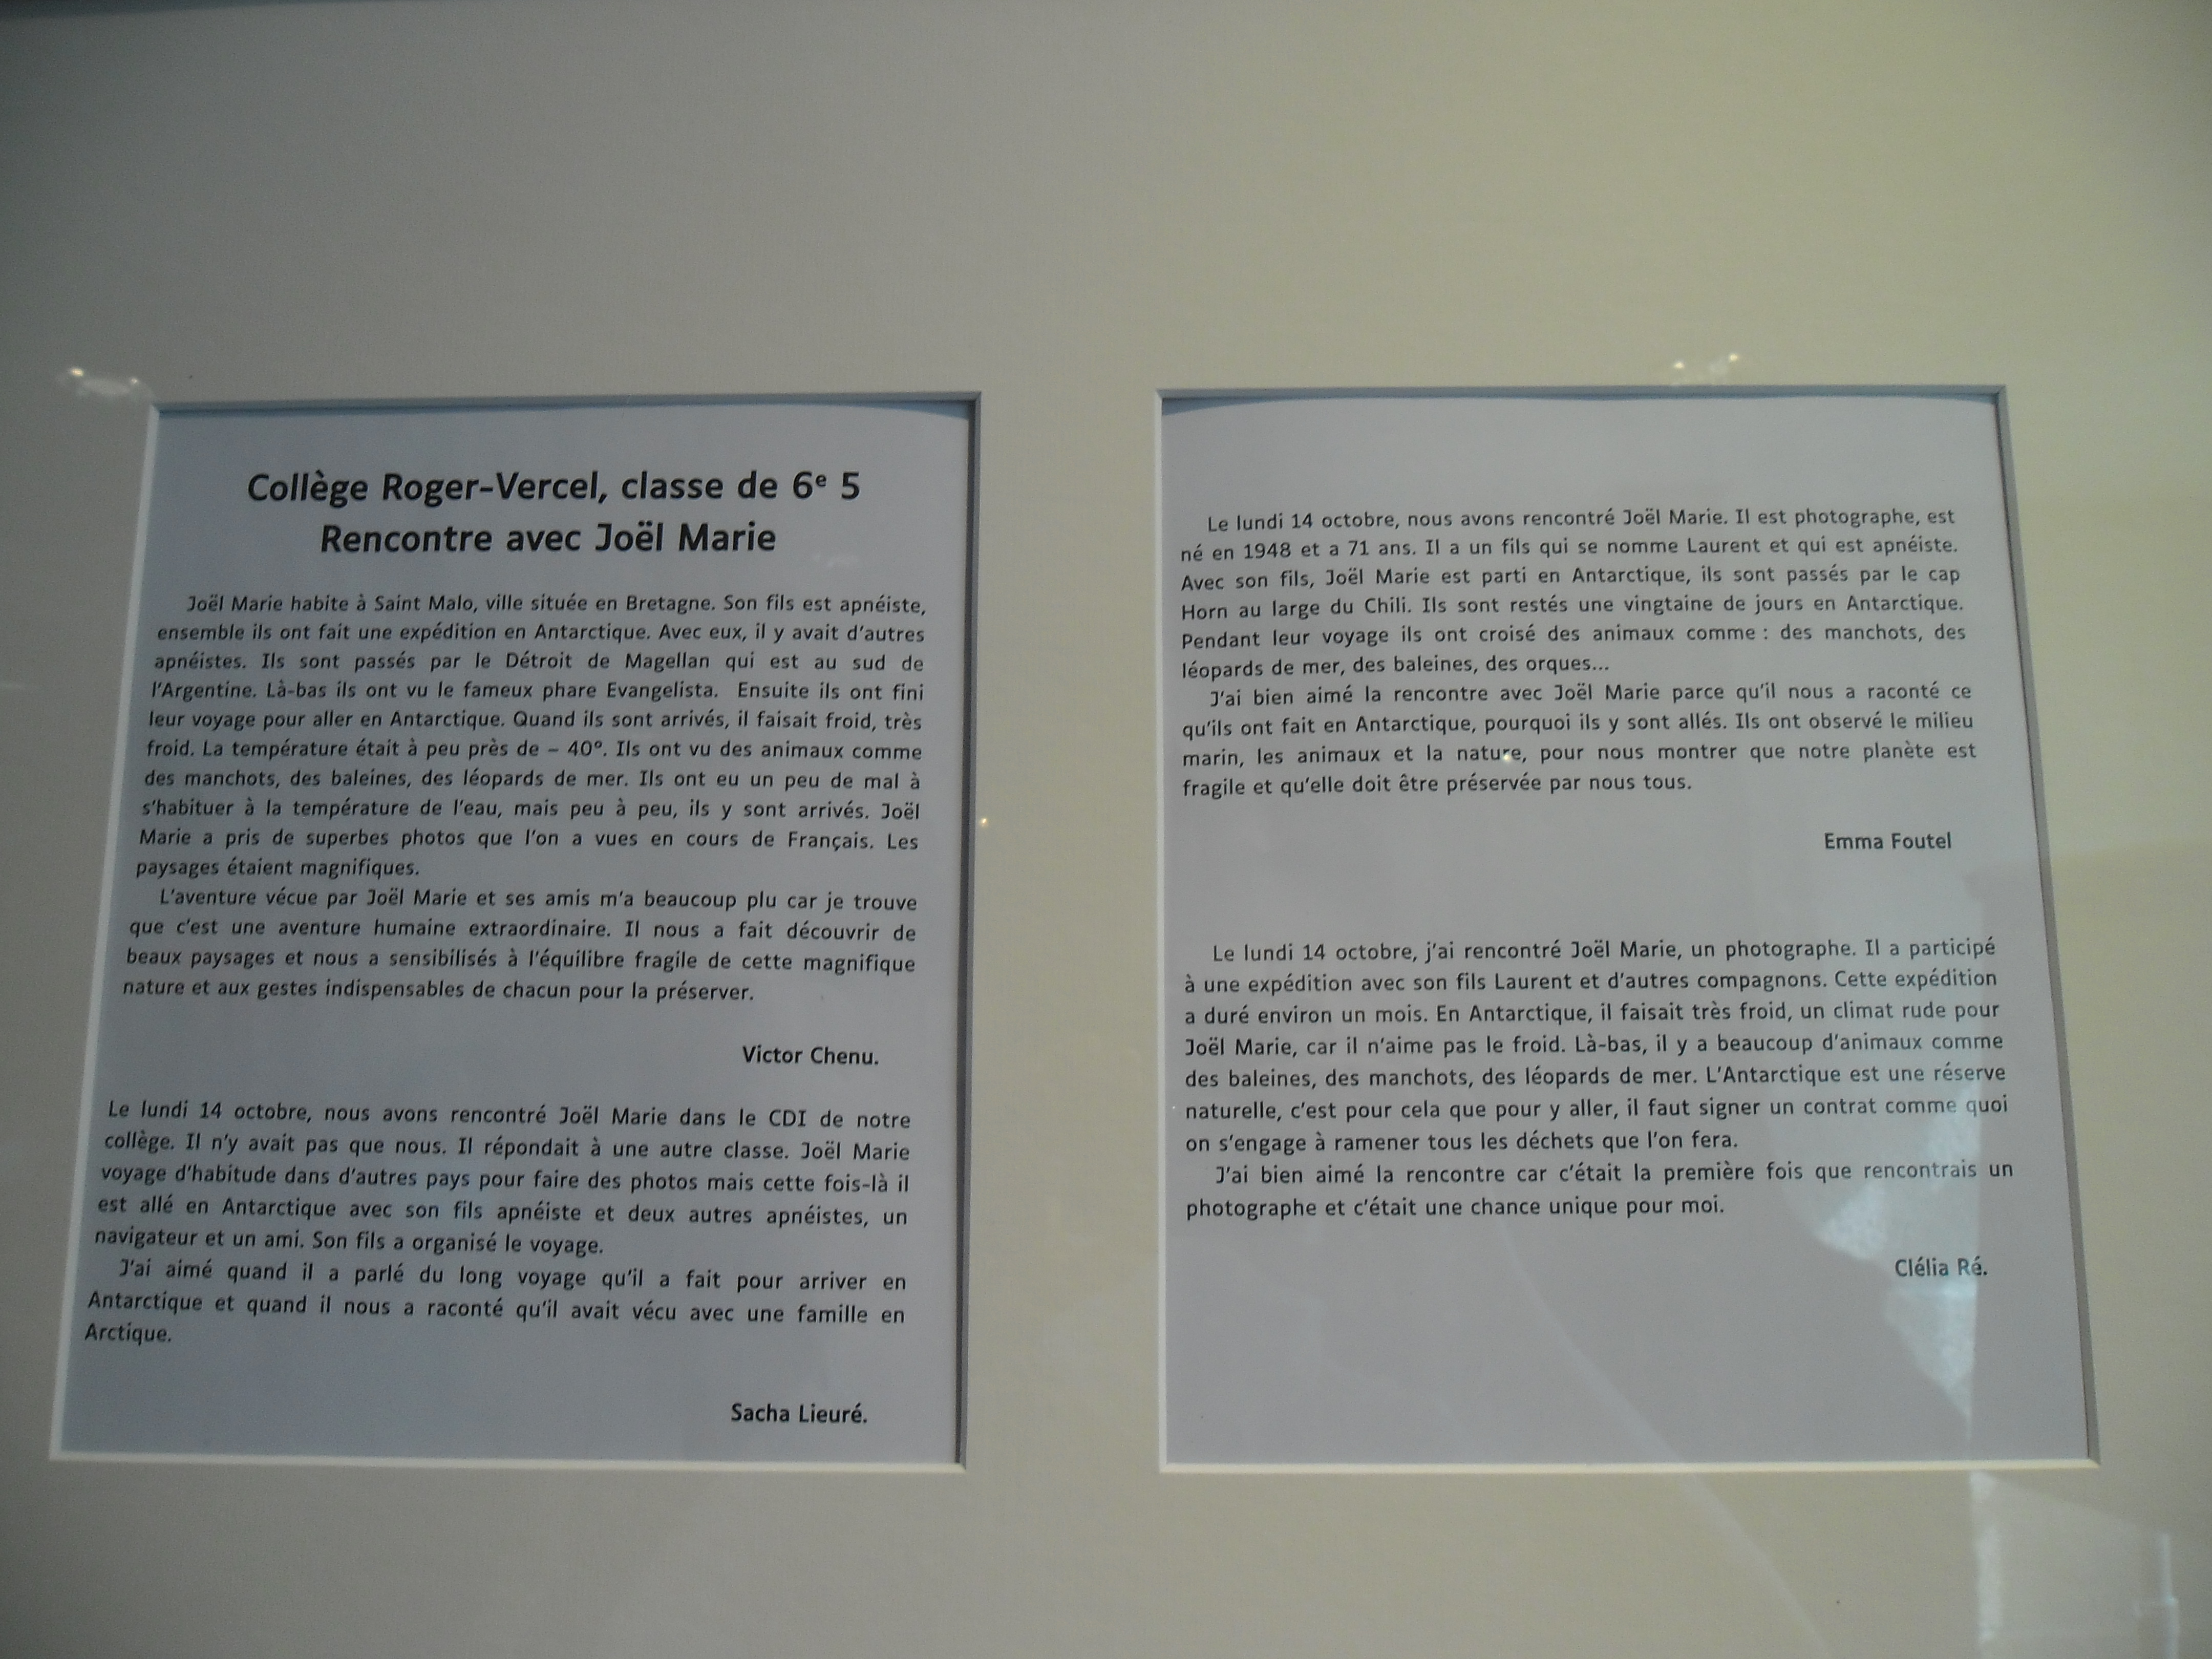 Collège Roger-Vercel, classe de 6e 5
Rencontre avec Joël Marie
Joël Marie habite à Saint Malo, ville située en Bretagne. Son fils est apnéiste,
ensemble ils ont fait une expédition en Antarctique. Avec eux, il y avait d'autres
apnéistes. Ils sont passés par le Détroit de Magellan qui est au sud de
l'Argentine. Là-bas ils ont vu le fameux phare Evangelista. Ensuite ils ont fini
leur voyage pour aller en Antarctique. Quand ils sont arrivés, il faisait froid, très
froid. La température était à peu près de – 40°. Ils ont vu des animaux comme
des manchots, des baleines, des léopards de mer. Ils ont eu un peu de mal à
s'habituer à la température de l'eau, mais peu à peu, ils y sont arrivés. Joël
Marie a pris de superbes photos que l'on a vues en cours de Français. Les
paysages étaient magnifiques.
L'aventure vécue par Joël Marie et ses amis m'a beaucoup plu car je trouve
que c'est une aventure humaine extraordinaire. Il nous a fait découvrir de
beaux paysages et nous a sensibilisés à l'équilibre fragile de cette magnifique
nature et aux gestes indispensables de chacun pour la préserver.
Victor Chenu.
Le lundi 14 octobre, nous avons rencontré Joël Marie dans le CDI de notre
collège. Il n'y avait pas que nous. Il répondait à une autre classe. Joël Marie
voyage d'habitude dans d'autres pays pour faire des photos mais cette fois-là il
est allé en Antarctique avec son fils apnéiste et deux autres apnéistes, un
navigateur et un ami. Son fils a organisé le voyage.
J'ai aimé quand il a parlé du long voyage qu'il a fait pour arriver en
Antarctique et quand il nous a raconté qu'il avait vécu avec une famille en
Arctique.
Sacha Lieuré.
Le lundi 14 octobre, nous avons rencontré Joël Marie. Il est photographe, est
né en 1948 et a 71 ans. Il a un fils qui se nomme Laurent et qui est apnéiste.
Avec son fils, Joël Marie est parti en Antarctique, ils sont passés par le cap
Horn au large du Chili. Ils sont restés une vingtaine de jours en Antarctique.
Pendant leur voyage ils ont croisé des animaux comme : des manchots, des
léopards de mer, des baleines, des orques...
J'ai bien aimé la rencontre avec Joël Marie parce qu'il nous a raconté ce
qu'ils ont fait en Antarctique, pourquoi ils y sont allés. Ils ont observé le milieu
marin, les animaux et la nature, pour nous montrer que notre planète est
fragile et qu'elle doit être préservée par nous tous.
Emma Foutel
Le lundi 14 octobre, j'ai rencontré Joël Marie, un photographe. Il a participé
à une expédition avec son fils Laurent et d'autres compagnons. Cette expédition
a duré environ un mois. En Antarctique, il faisait très froid, un climat rude pour
Joël Marie, car il n'aime pas le froid. Là-bas, il y a beaucoup d'animaux comme
des baleines, des manchots, des léopards de mer. L'Antarctique est une réserve
naturelle, c'est pour cela que pour y aller, il faut signer un contrat comme quoi
on s'engage à ramener tous les déchets que l'on fera.
J'ai bien aimé la rencontre car c'était la première fois que rencontrais un
photographe et c'était une chance unique pour moi.
Clélia Ré.